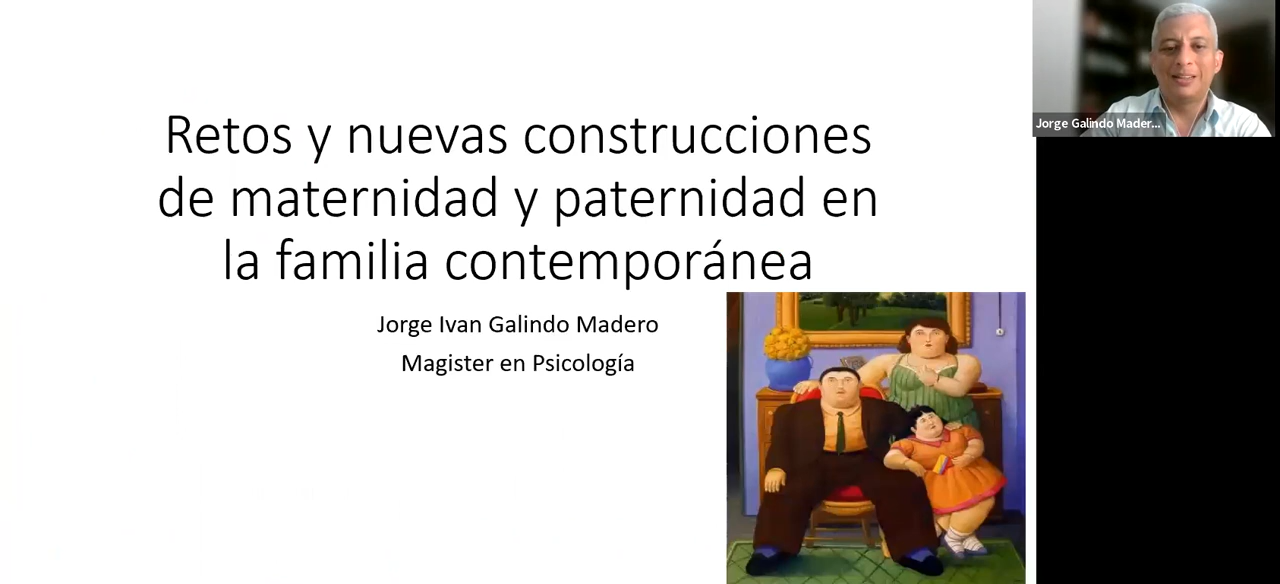 Retos y nuevas construcciones
de maternidad y paternidad en
la familia contemporánea
Jorge Ivan Galindo Madero
Magister en Psicología
Jorge Galindo Mader...